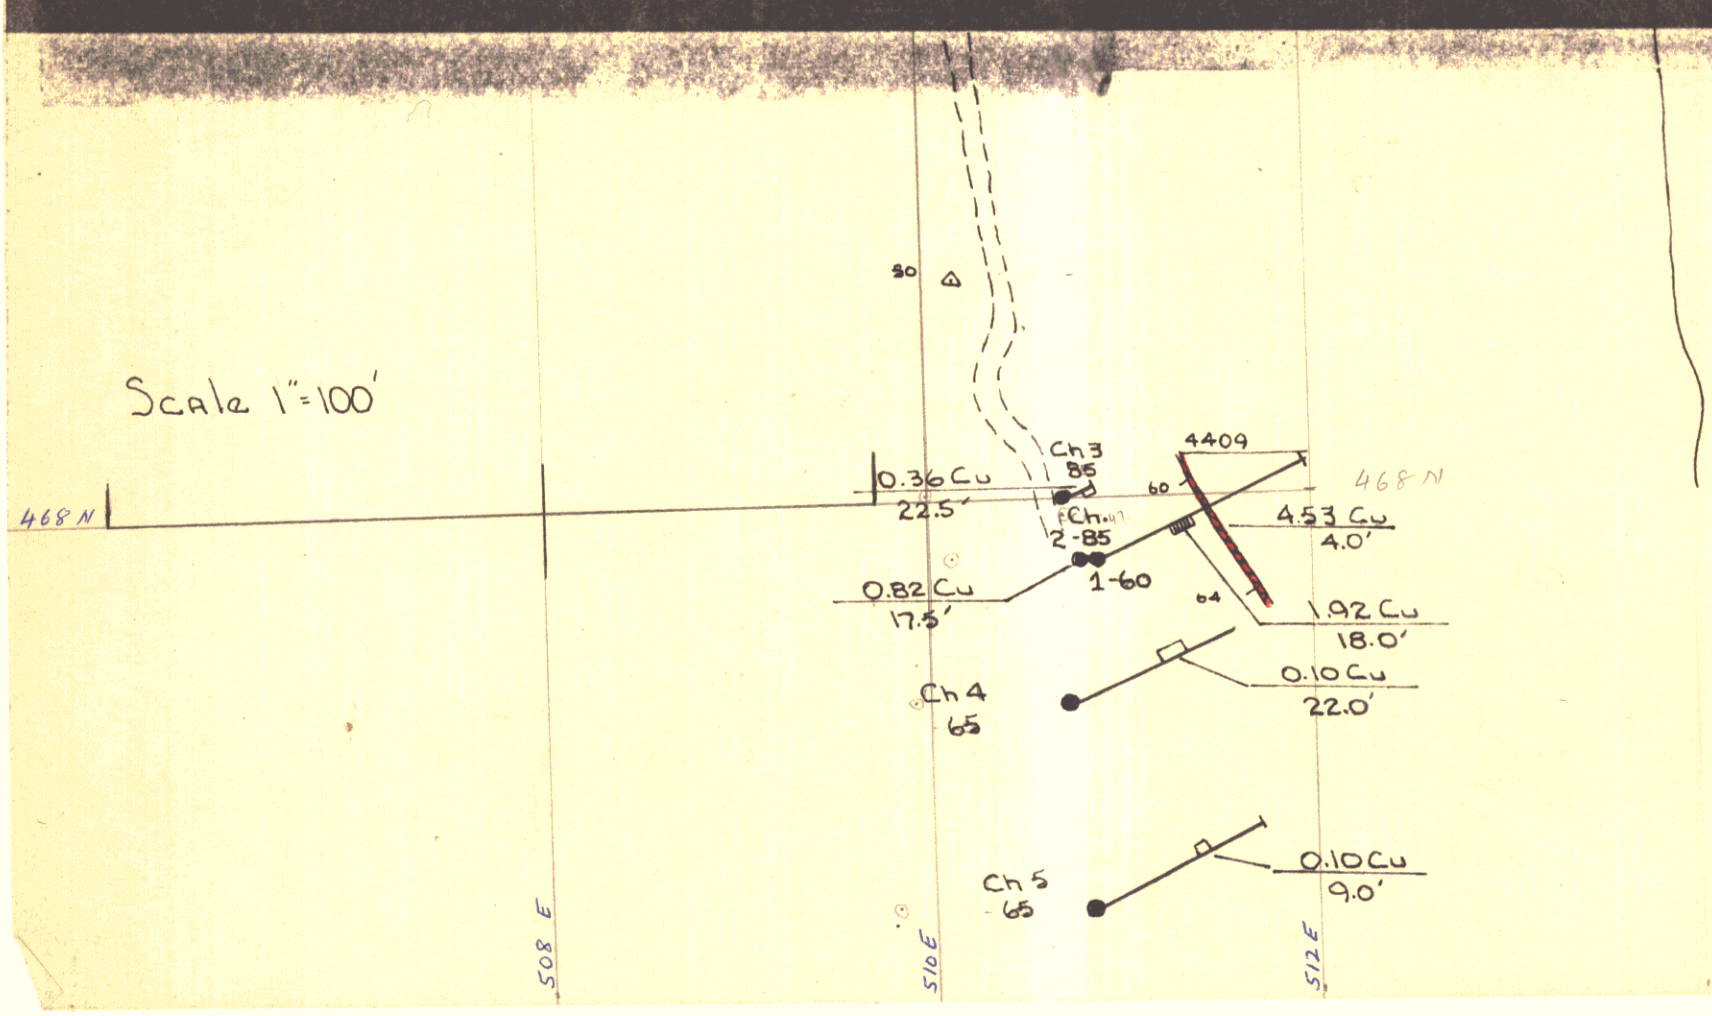 30
Scale 1"=100'
Ch 3
85
4409
0.36 Cu
22.5'
60
468 N
468 N
Ch.
2-85
4.53 Cu
4.0'
1-60
0.82 Cu
17.5'
64
1.92 Cu
18.0'
0.10 Cu
22.0'
Ch 4
65
0.10 Cu
9.0'
Ch 5
65
508 E
510 E
512 E